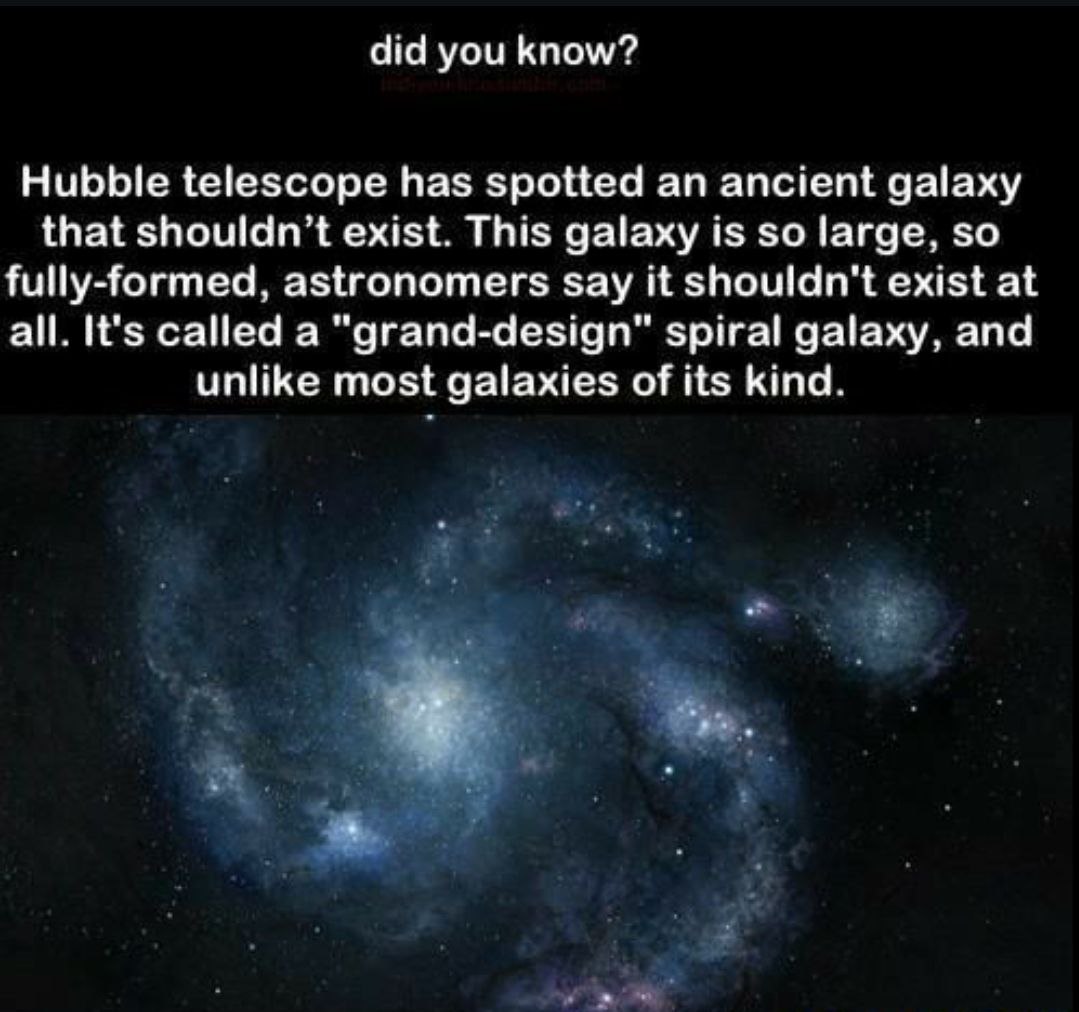 did you know?
Hubble telescope has spotted an ancient galaxy
that shouldn’t exist. This galaxy is so large, so
fully-formed, astronomers say it shouldn't exist at
all. It's called a "grand-design" spiral galaxy, and
unlike most galaxies of its kind.